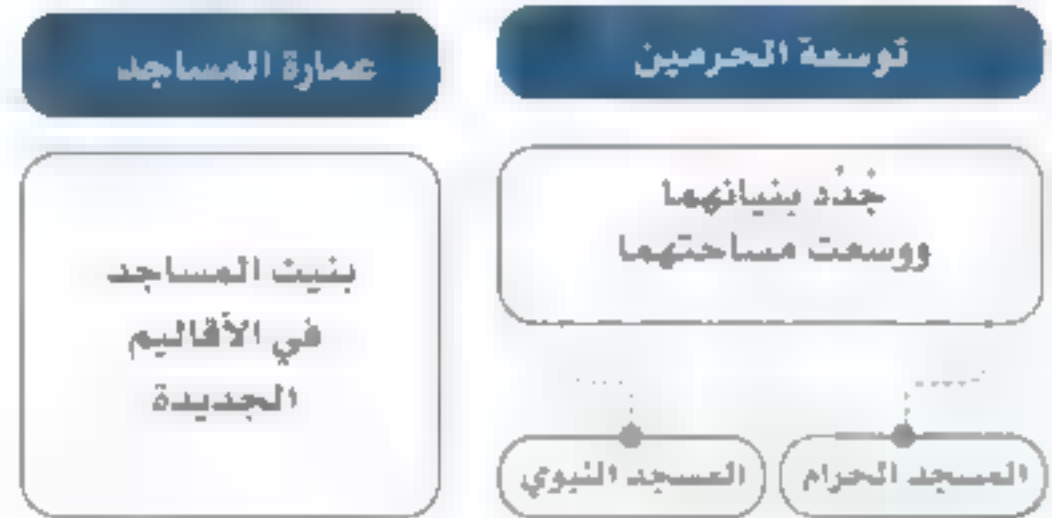 توسعة الحرمين
جُدّد بنيانهما
ووسعت مساحتهما
المسجد الحرام
المسجد النبوي
عمارة المساجد
بنيت المساجد
في الأقاليم
الجديدة